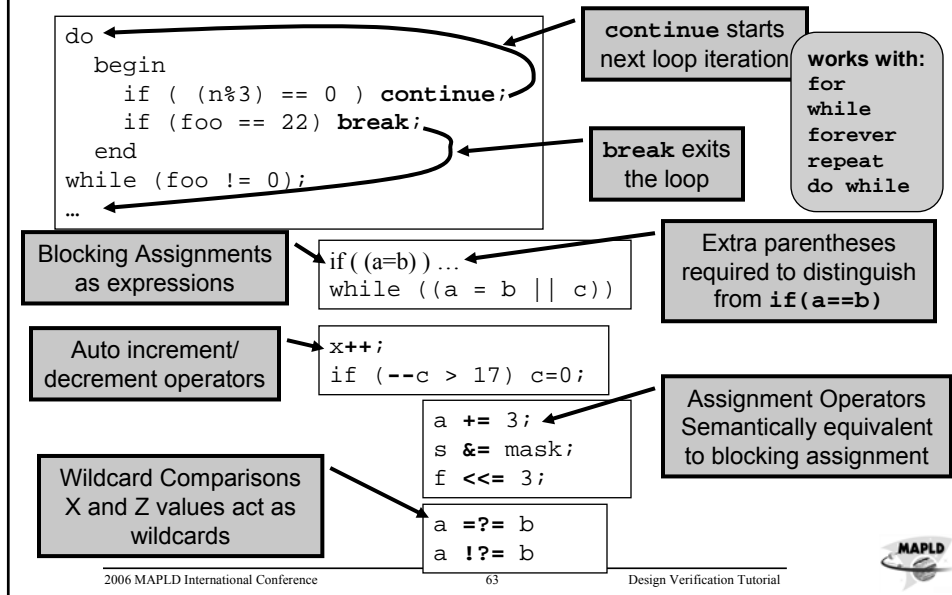 do
begin
if ( (n%3) == 0 ) continue;
if (foo == 22) break;
end
while (foo != 0);
…
continue starts
next loop iteration
works with:
for
while
forever
repeat
do while
break exits
the loop
Blocking Assignments
as expressions
if ( (a=b) ) …
while ((a = b || c))
Extra parentheses
required to distinguish
from if(a==b)
Auto increment/
decrement operators
x++;
if (--c > 17) c=0;
a += 3;
s &= mask;
f <<= 3;
Assignment Operators
Semantically equivalent
to blocking assignment
Wildcard Comparisons
X and Z values act as
wildcards
a =?= b
a !?= b
2006 MAPLD International Conference 63 Design Verification Tutorial
MAPLD